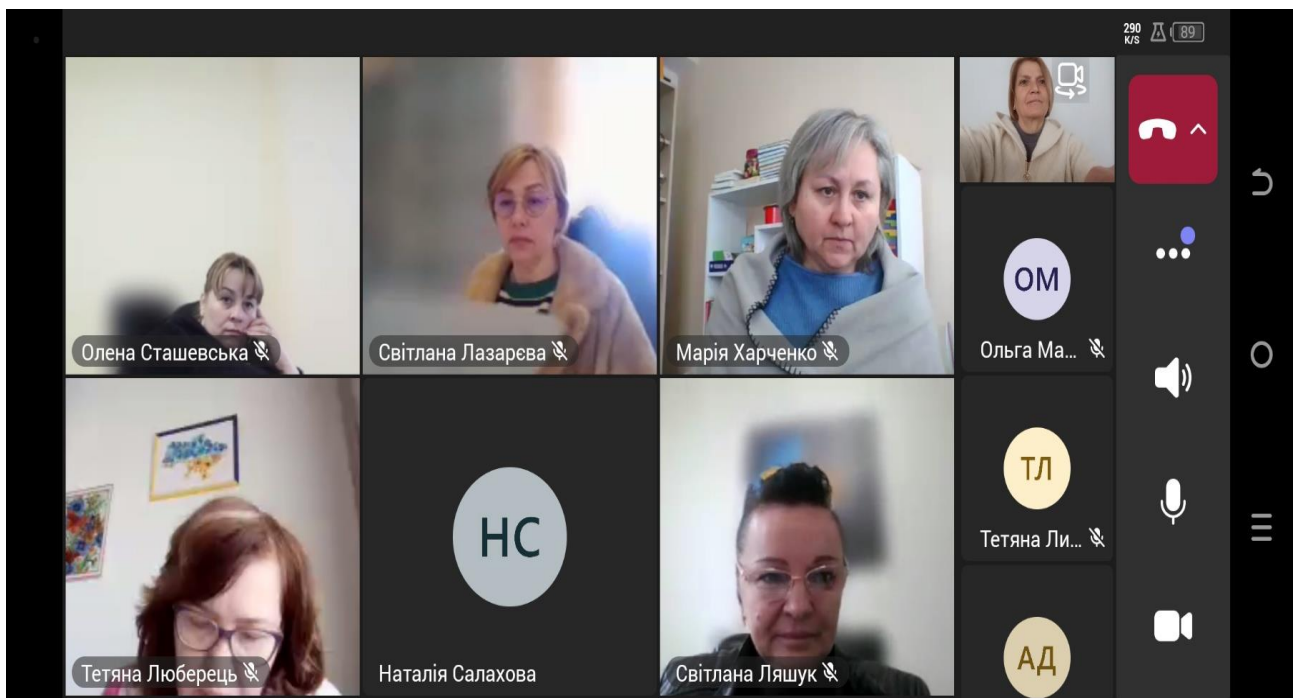 290
K/S
89
Олена Сташевська
Світлана Лазарєва
Марія Харченко
ОМ
Ольга Ма...
ТЛ
Тетяна Ли...
Тетяна Люберець
НС
Наталія Салахова
Світлана Ляшук
АД